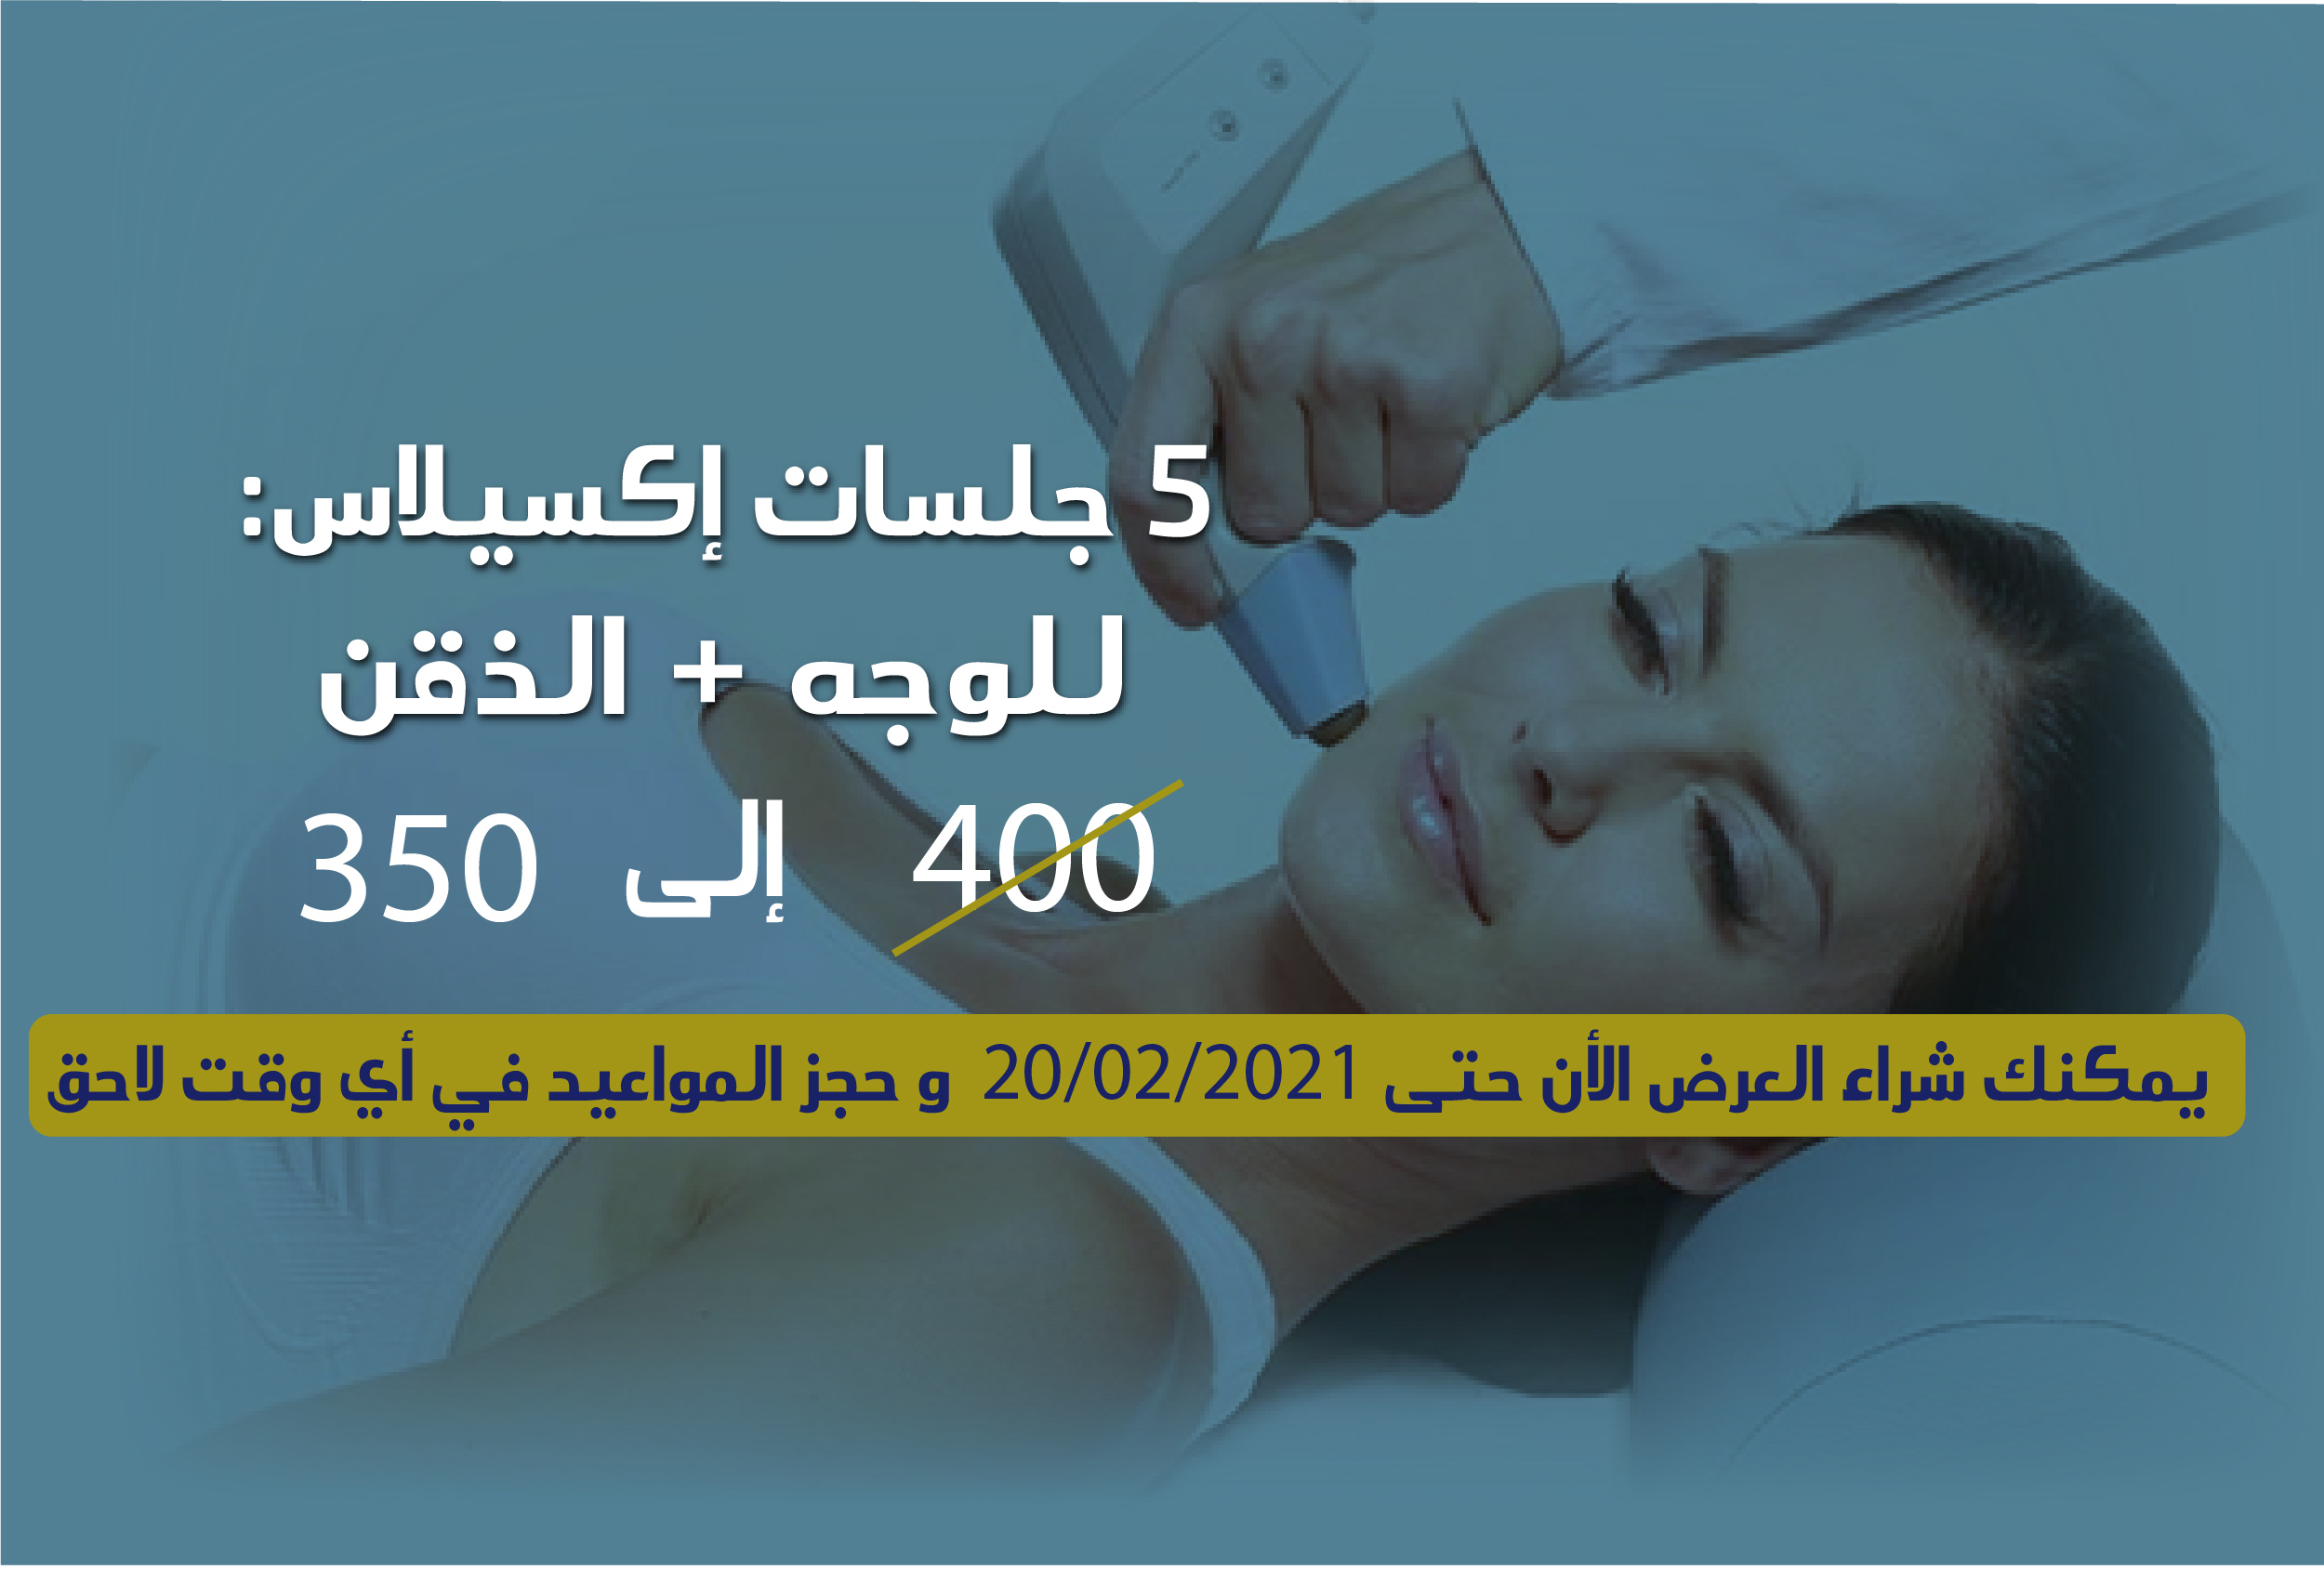 5 جلسات إكسيلاس:
للوجه + الذقن
400 إلى 350
يمكنك شراء العرض الأن حتى 20/02/2021 و حجز المواعيد في أي وقت لاحق